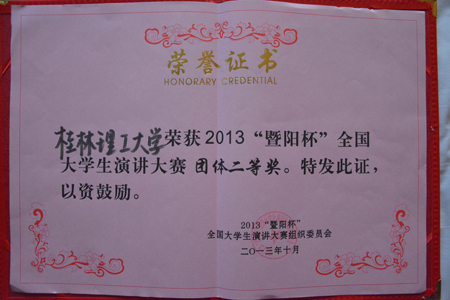 荣誉证书
HONORARY CREDENTIAL
桂林理工大学荣获2013“暨阳杯”全国
大学生演讲大赛 团体二等奖。特发此证，
以资鼓励。
2013“暨阳杯”
全国大学生演讲大赛组织委员会
二○一三年十月